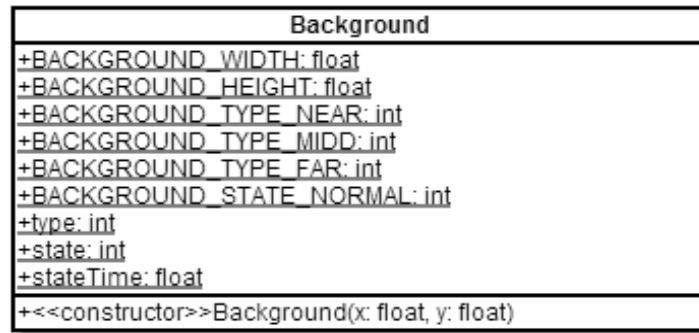 Background
+BACKGROUND_WIDTH: float
+BACKGROUND_HEIGHT: float
+BACKGROUND_TYPE_NEAR: int
+BACKGROUND_TYPE_MIDD: int
+BACKGROUND_TYPE_FAR: int
+BACKGROUND_STATE_NORMAL: int
+type: int
+state: int
+stateTime: float
+<<constructor>>Background(x: float, y: float)